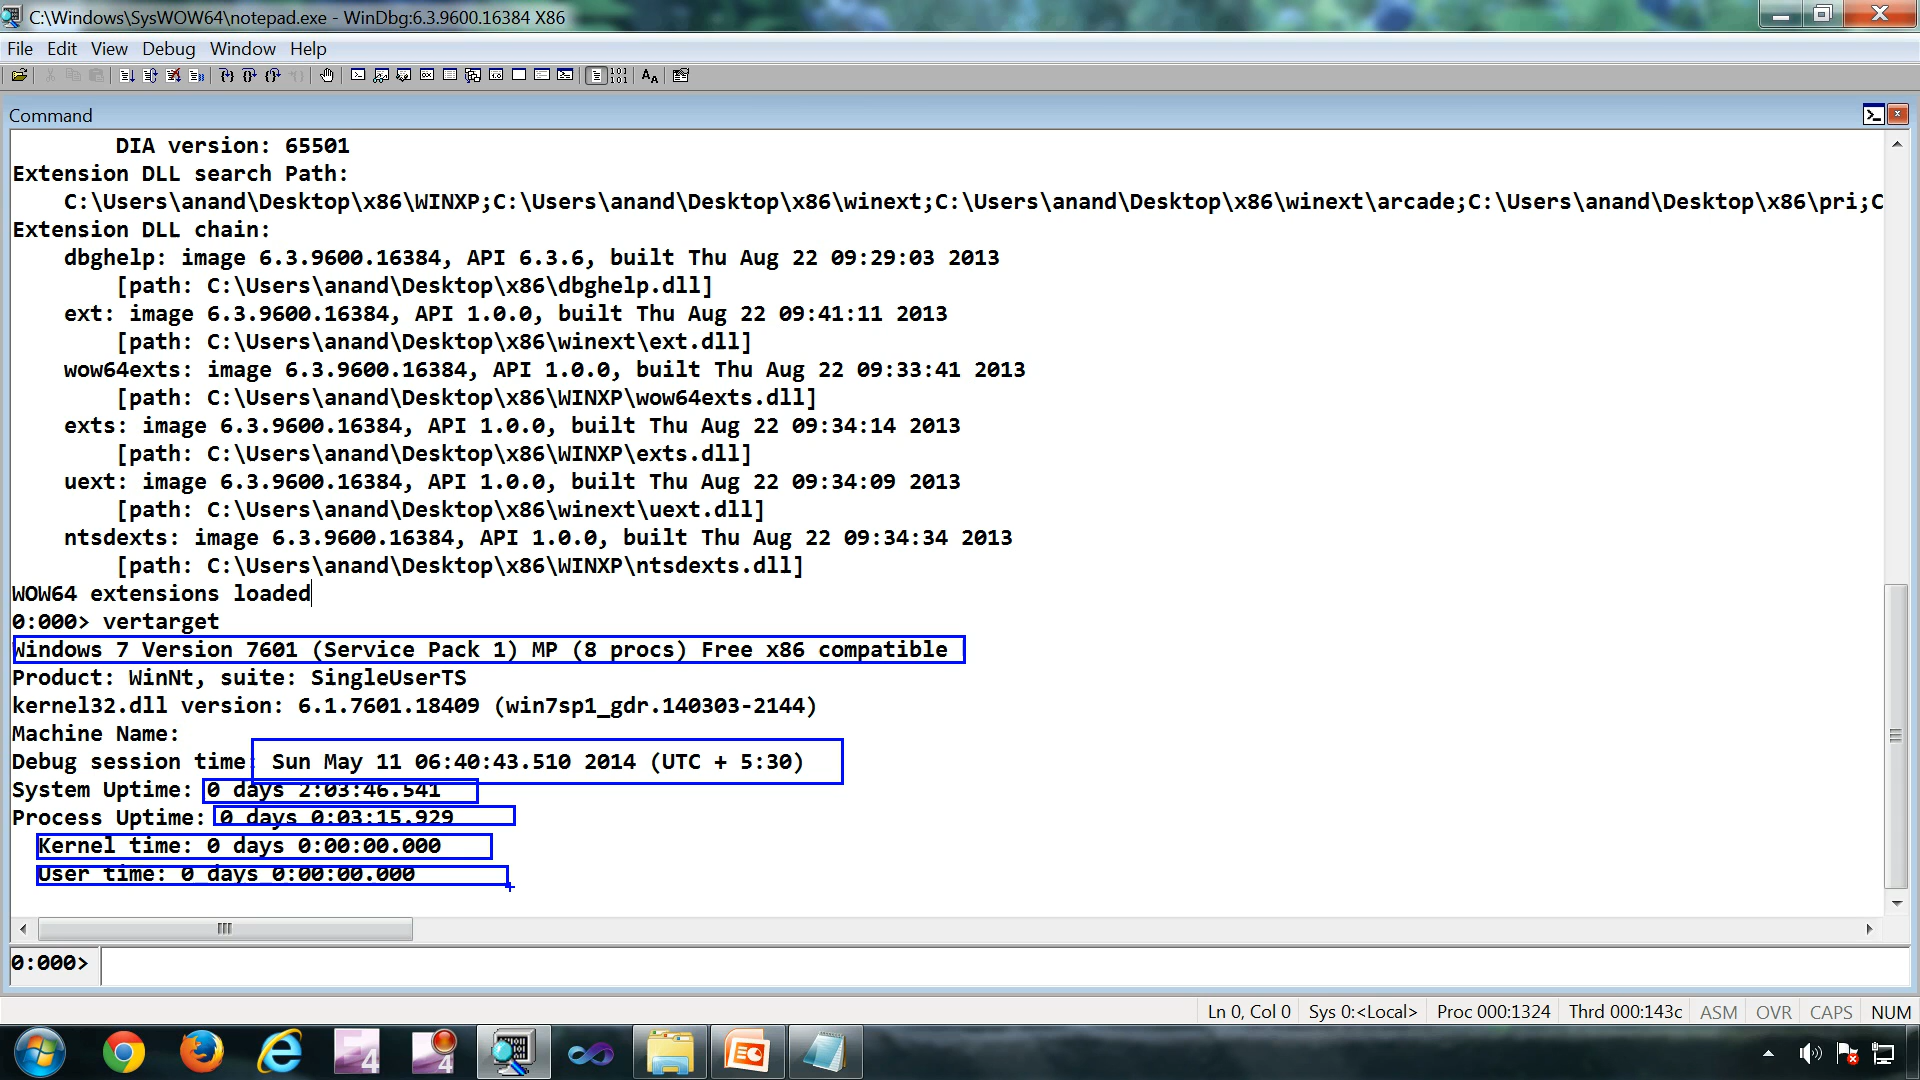 C:\Windows\SysWOW64\notepad.exe - WinDbg:6.3.9600.16384 X86
File Edit View Debug Window Help
Command
DIA version: 65501
Extension DLL search Path:
C:\Users\anand\Desktop\x86\WINXP;C:\Users\anand\Desktop\x86\winext;C:\Users\anand\Desktop\x86\winext\arcade;C:\Users\anand\Desktop\x86\pri;C
Extension DLL chain:
dbghelp: image 6.3.9600.16384, API 6.3.6, built Thu Aug 22 09:29:03 2013
[path: C:\Users\anand\Desktop\x86\dbghelp.dll]
ext: image 6.3.9600.16384, API 1.0.0, built Thu Aug 22 09:41:11 2013
[path: C:\Users\anand\Desktop\x86\winext\ext.dll]
wow64exts: image 6.3.9600.16384, API 1.0.0, built Thu Aug 22 09:33:41 2013
[path: C:\Users\anand\Desktop\x86\WINXP\wow64exts.dll]
exts: image 6.3.9600.16384, API 1.0.0, built Thu Aug 22 09:34:14 2013
[path: C:\Users\anand\Desktop\x86\WINXP\exts.dll]
uext: image 6.3.9600.16384, API 1.0.0, built Thu Aug 22 09:34:09 2013
[path: C:\Users\anand\Desktop\x86\winext\uext.dll]
ntsdexts: image 6.3.9600.16384, API 1.0.0, built Thu Aug 22 09:34:34 2013
[path: C:\Users\anand\Desktop\x86\WINXP\ntsdexts.dll]
WOW64 extensions loaded
0:000> vertarget
Windows 7 Version 7601 (Service Pack 1) MP (8 procs) Free x86 compatible
Product: WinNt, suite: SingleUserTS
kernel32.dll version: 6.1.7601.18409 (win7sp1_gdr.140303-2144)
Machine Name:
Debug session time: Sun May 11 06:40:43.510 2014 (UTC + 5:30)
System Uptime: 0 days 2:03:46.541
Process Uptime: 0 days 0:03:15.929
Kernel time: 0 days 0:00:00.000
User time: 0 days 0:00:00.000
0:000>
Ln 0, Col 0 Sys 0:<Local> Proc 000:1324 Thrd 000:143c ASM OVR CAPS NUM
4 4